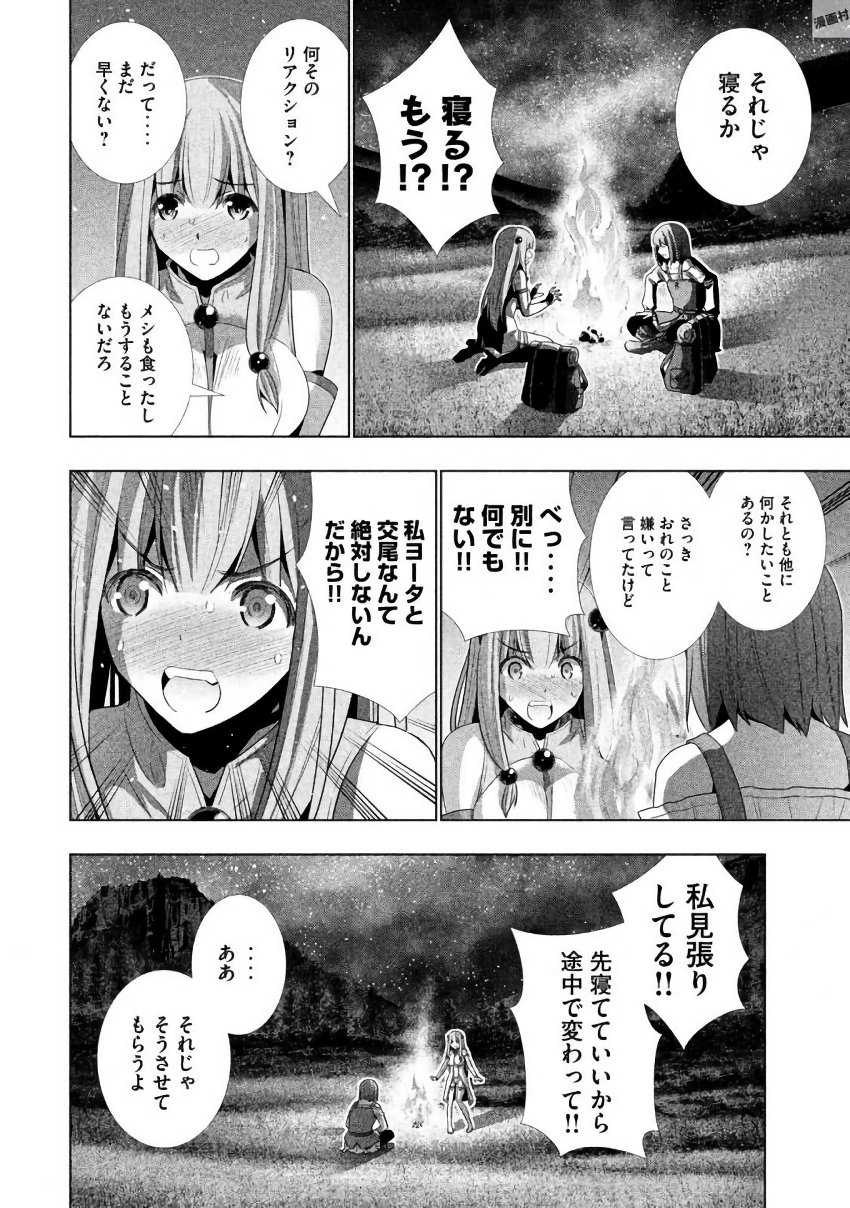 漫画村
それじゃ
寝るか
寝る!?
もう!?
何その
リアクション?
だって‥‥
まだ
早くない?
メシも食ったし
もうすること
ないだろ
それとも他に
何かしたいこと
あるの?
さっき
おれのこと
嫌いって
言ってたけど
べっ‥‥
別に!!
何でも
ない!!
私ヨータと
交尾なんて
絶対しないん
だから!!
私見張り
してる!!
先寝てていいから
途中で変わって!!
‥‥
ああ
それじゃ
そうさせて
もらうよ